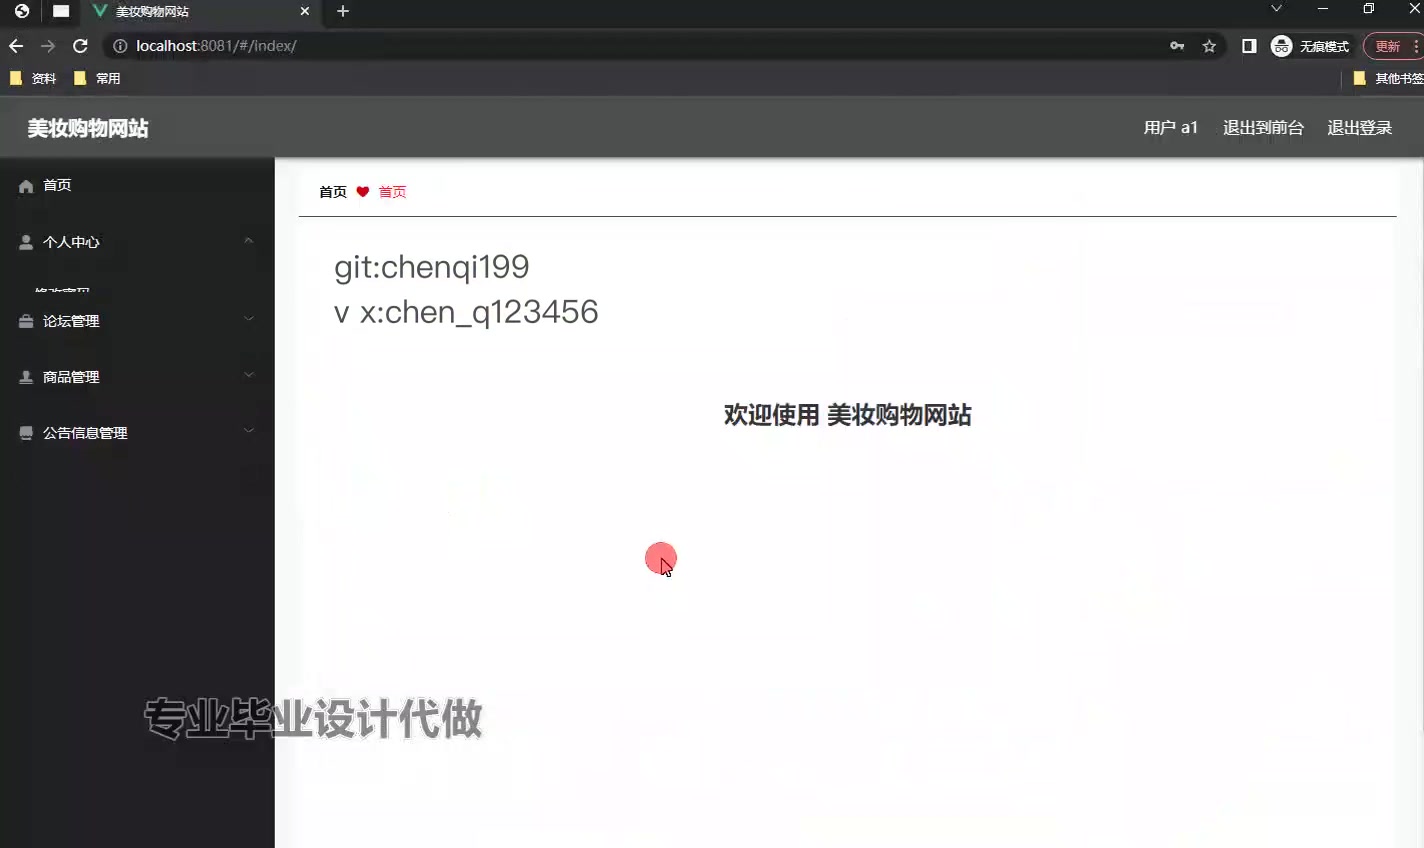 美妆购物网站
localhost:8081/#/index/
无痕模式
更新
资料
常用
其他书签
美妆购物网站
用户 a1
退出到前台
退出登录
首页
首页 首页
个人中心
git:chenqi199
v x:chen_q123456
论坛管理
商品管理
公告信息管理
欢迎使用 美妆购物网站
专业毕业设计代做